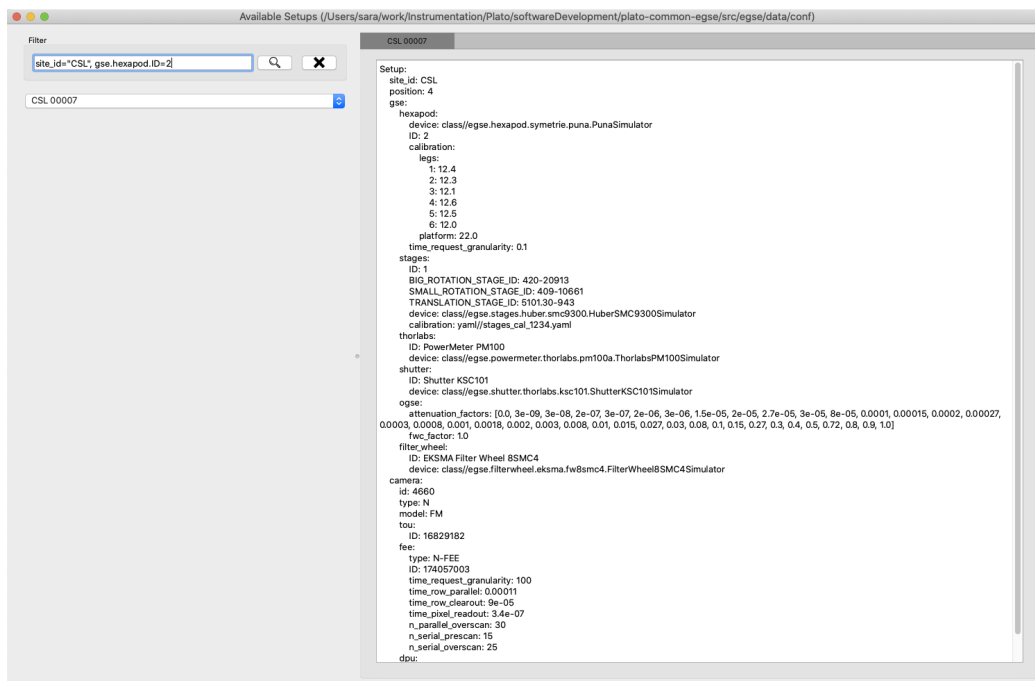 Available Setups (/Users/sara/work/Instrumentation/Plato/softwareDevelopment/plato-common-egse/src/egse/data/conf)
Filter
site_id="CSL", gse.hexapod.ID=2
CSL 00007
CSL 00007
Setup:
site_id: CSL
position: 4
gse:
hexapod:
device: class//egse.hexapod.symetrie.puna.PunaSimulator
ID: 2
calibration:
legs:
1: 12.4
2: 12.3
3: 12.1
4: 12.6
5: 12.5
6: 12.0
platform: 22.0
time_request_granularity: 0.1
stages:
ID: 1
BIG_ROTATION_STAGE_ID: 420-20913
SMALL_ROTATION_STAGE_ID: 409-10661
TRANSLATION_STAGE_ID: 5101.30-943
device: class//egse.stages.huber.smc9300.HuberSMC9300Simulator
calibration: yaml//stages_cal_1234.yaml
thorlabs:
ID: PowerMeter PM100
device: class//egse.powermeter.thorlabs.pm100a.ThorlabsPM100Simulator
shutter:
ID: Shutter KSC101
device: class//egse.shutter.thorlabs.ksc101.ShutterKSC101Simulator
ogse:
attenuation_factors: [0.0, 3e-09, 3e-08, 2e-07, 3e-07, 2e-06, 3e-06, 1.5e-05, 2e-05, 2.7e-05, 3e-05, 8e-05, 0.0001, 0.00015, 0.0002, 0.00027,
0.0003, 0.0008, 0.001, 0.0018, 0.002, 0.003, 0.008, 0.01, 0.015, 0.027, 0.03, 0.08, 0.1, 0.15, 0.27, 0.3, 0.4, 0.5, 0.72, 0.8, 0.9, 1.0]
fwc_factor: 1.0
filter_wheel:
ID: EKSMA Filter Wheel 8SMC4
device: class//egse.filterwheel.eksma.fw8smc4.FilterWheel8SMC4Simulator
camera:
id: 4660
type: N
model: FM
tou:
ID: 16829182
fee:
type: N-FEE
ID: 174057003
time_request_granularity: 100
time_row_parallel: 0.00011
time_row_clearout: 9e-05
time_pixel_readout: 3.4e-07
n_parallel_overscan: 30
n_serial_prescan: 15
n_serial_overscan: 25
dpu: